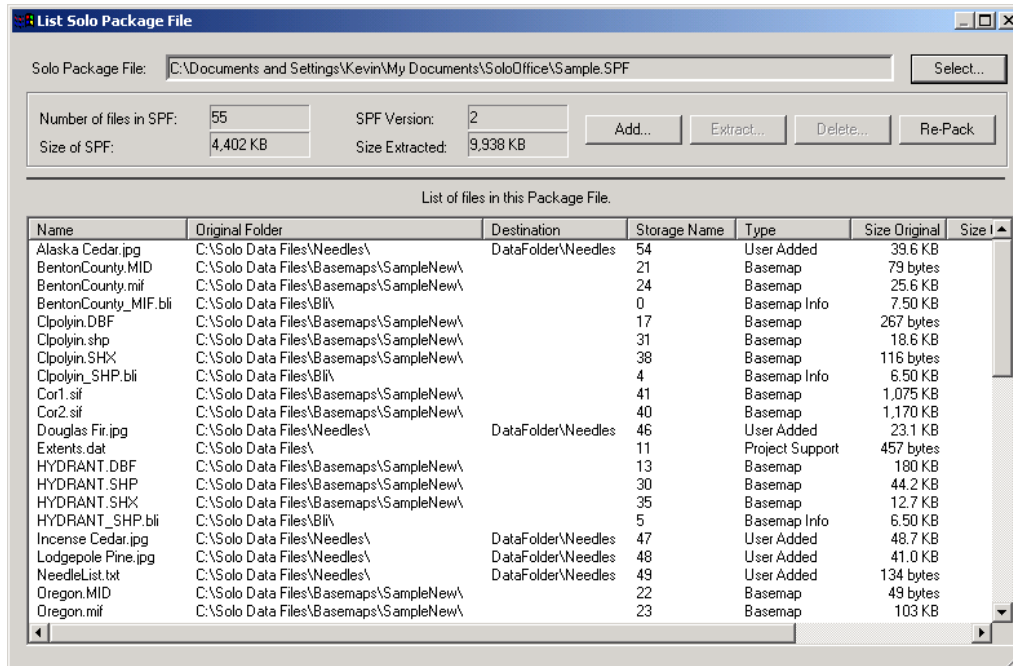 List Solo Package File
Solo Package File: C:\Documents and Settings\Kevin\My Documents\SoloOffice\Sample.SPF Select...
Number of files in SPF: 55 SPF Version: 2 Add... Extract... Delete... Re-Pack
Size of SPF: 4,402 KB Size Extracted: 9,938 KB
List of files in this Package File.
Name Original Folder Destination Storage Name Type Size Original Size
Alaska Cedar.jpg C:\Solo Data Files\Needles\ DataFolder\Needles 54 User Added 39.6 KB
BentonCounty.MID C:\Solo Data Files\Basemaps\SampleNew\ 21 Basemap 79 bytes
BentonCounty.mif C:\Solo Data Files\Basemaps\SampleNew\ 24 Basemap 25.6 KB
BentonCounty_MIF.bli C:\Solo Data Files\Bli\ 0 Basemap Info 7.50 KB
Clpolyin.DBF C:\Solo Data Files\Basemaps\SampleNew\ 17 Basemap 267 bytes
Clpolyin.shp C:\Solo Data Files\Basemaps\SampleNew\ 31 Basemap 18.6 KB
Clpolyin.SHX C:\Solo Data Files\Basemaps\SampleNew\ 38 Basemap 116 bytes
Clpolyin_SHP.bli C:\Solo Data Files\Bli\ 4 Basemap Info 6.50 KB
Cor1.sif C:\Solo Data Files\Basemaps\SampleNew\ 41 Basemap 1,075 KB
Cor2.sif C:\Solo Data Files\Basemaps\SampleNew\ 40 Basemap 1,170 KB
Douglas Fir.jpg C:\Solo Data Files\Needles\ DataFolder\Needles 46 User Added 23.1 KB
Extents.dat C:\Solo Data Files\ 11 Project Support 457 bytes
HYDRANT.DBF C:\Solo Data Files\Basemaps\SampleNew\ 13 Basemap 180 KB
HYDRANT.SHP C:\Solo Data Files\Basemaps\SampleNew\ 30 Basemap 44.2 KB
HYDRANT.SHX C:\Solo Data Files\Basemaps\SampleNew\ 35 Basemap 12.7 KB
HYDRANT_SHP.bli C:\Solo Data Files\Bli\ 5 Basemap Info 6.50 KB
Incense Cedar.jpg C:\Solo Data Files\Needles\ DataFolder\Needles 47 User Added 48.7 KB
Lodgepole Pine.jpg C:\Solo Data Files\Needles\ DataFolder\Needles 48 User Added 41.0 KB
NeedleList.txt C:\Solo Data Files\Needles\ DataFolder\Needles 49 User Added 134 bytes
Oregon.MID C:\Solo Data Files\Basemaps\SampleNew\ 22 Basemap 49 bytes
Oregon.mif C:\Solo Data Files\Basemaps\SampleNew\ 23 Basemap 103 KB